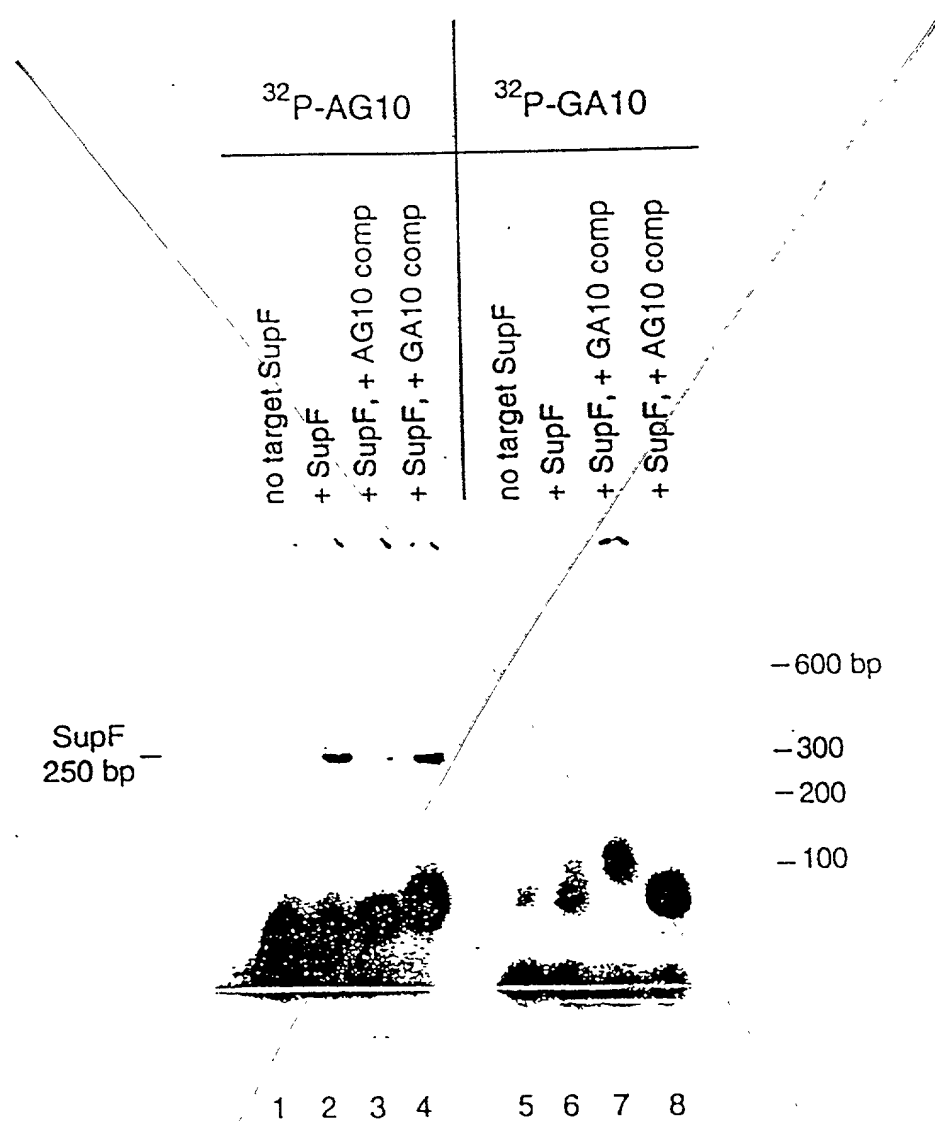 32P-AG10
32P-GA10
no target SupF
+ SupF
+ SupF, + AG10 comp
+ SupF, + GA10 comp
no target SupF
+ SupF
+ SupF, + GA10 comp
+ SupF, + AG10 comp
SupF
250 bp –
–600 bp
–300
–200
–100
1 2 3 4 5 6 7 8